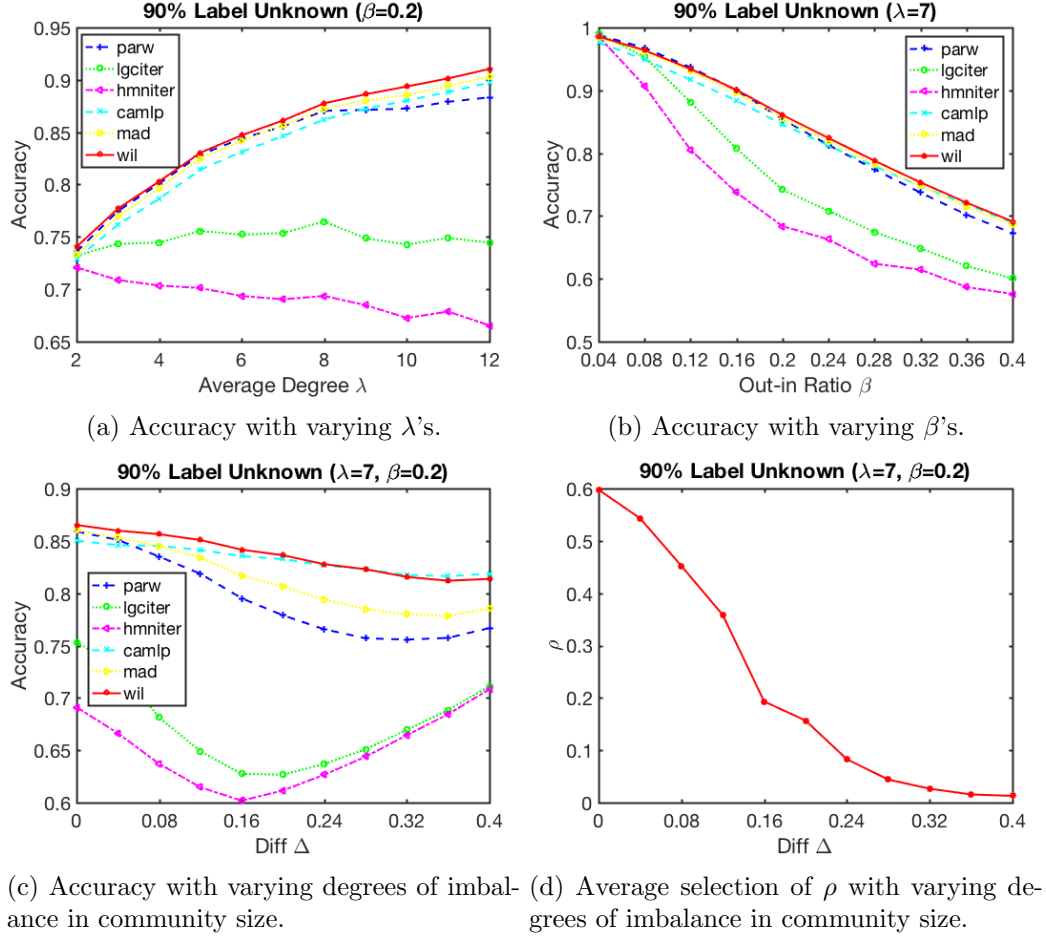 90% Label Unknown (β=0.2)
Accuracy
0.95
0.9
0.85
0.8
0.75
0.7
0.65
parw
lgciter
hmniter
camlp
mad
wil
2 4 6 8 10 12
Average Degree λ
(a) Accuracy with varying λ's.
90% Label Unknown (λ=7)
Accuracy
1
0.9
0.8
0.7
0.6
0.5
parw
lgciter
hmniter
camlp
mad
wil
0.04 0.08 0.12 0.16 0.2 0.24 0.28 0.32 0.36 0.4
Out-in Ratio β
(b) Accuracy with varying β's.
90% Label Unknown (λ=7, β=0.2)
Accuracy
0.9
0.85
0.8
0.75
0.7
0.65
0.6
parw
lgciter
hmniter
camlp
mad
wil
0 0.08 0.16 0.24 0.32 0.4
Diff Δ
(c) Accuracy with varying degrees of imbal-
ance in community size.
90% Label Unknown (λ=7, β=0.2)
ρ
0.6
0.5
0.4
0.3
0.2
0.1
0
0 0.08 0.16 0.24 0.32 0.4
Diff Δ
(d) Average selection of ρ with varying de-
grees of imbalance in community size.